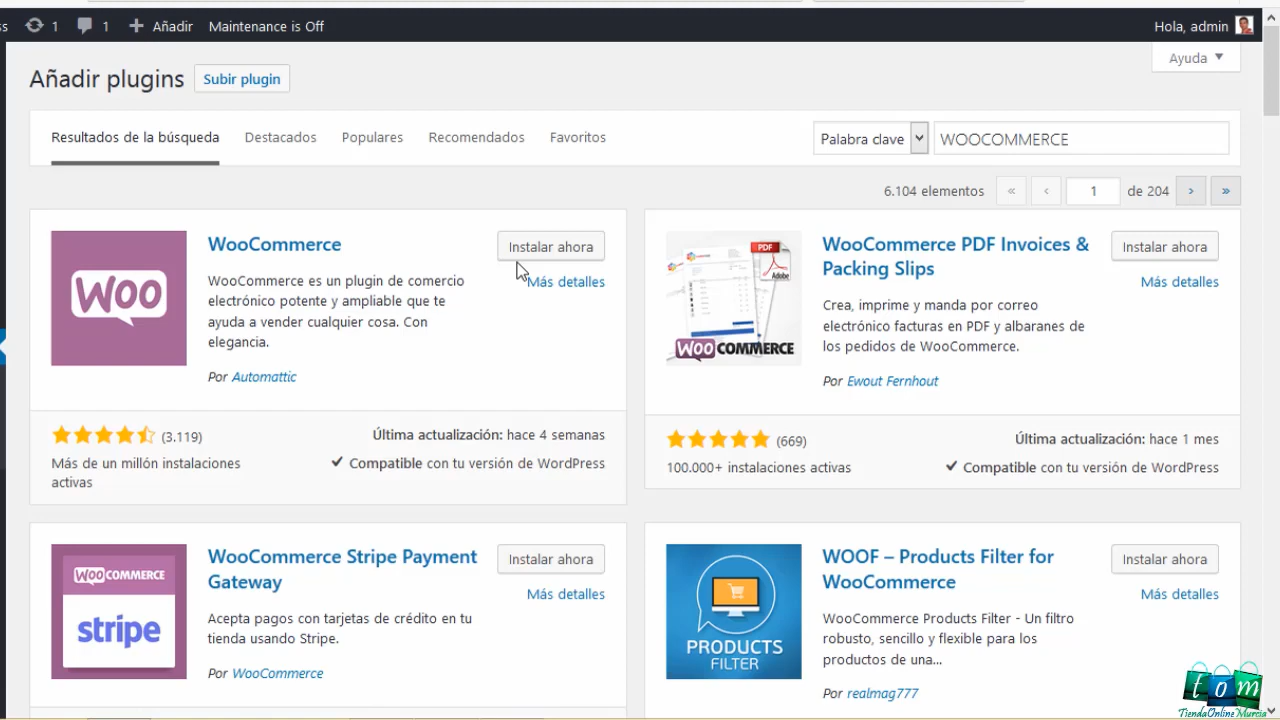 s 1 1 Añadir Maintenance is Off Hola, admin
Ayuda
Añadir plugins Subir plugin
Resultados de la búsqueda Destacados Populares Recomendados Favoritos Palabra clave WOOCOMMERCE
6.104 elementos « ‹ 1 de 204 › »
WOO
WooCommerce
Instalar ahora
Más detalles
WooCommerce es un plugin de comercio
electrónico potente y ampliable que te
ayuda a vender cualquier cosa. Con
elegancia.
Por Automattic
(3.119)
Última actualización: hace 4 semanas
Más de un millón instalaciones
activas
Compatible con tu versión de WordPress
PDF
Adobe
WOOCOMMERCE
WooCommerce PDF Invoices &
Packing Slips
Instalar ahora
Más detalles
Crea, imprime y manda por correo
electrónico facturas en PDF y albaranes de
los pedidos de WooCommerce.
Por Ewout Fernhout
(669)
Última actualización: hace 1 mes
100.000+ instalaciones activas
Compatible con tu versión de WordPress
WOOCOMMERCE
stripe
WooCommerce Stripe Payment
Gateway
Instalar ahora
Más detalles
Acepta pagos con tarjetas de crédito en tu
tienda usando Stripe.
Por WooCommerce
PRODUCTS
FILTER
WOOF – Products Filter for
WooCommerce
Instalar ahora
Más detalles
WooCommerce Products Filter - Un filtro
robusto, sencillo y flexible para los
productos de una...
Por realmag777
tom
TiendaOnlineMurcia